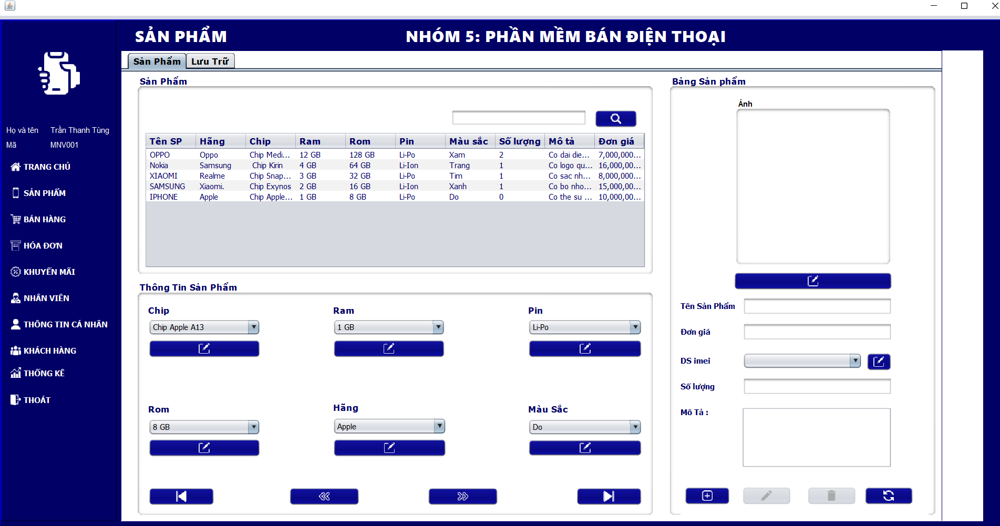 SẢN PHẨM
NHÓM 5: PHẦN MỀM BÁN ĐIỆN THOẠI
Họ và tên Trần Thanh Tùng
Mã MNV001
TRANG CHỦ
SẢN PHẨM
BÁN HÀNG
HÓA ĐƠN
KHUYẾN MÃI
NHÂN VIÊN
THÔNG TIN CÁ NHÂN
KHÁCH HÀNG
THỐNG KÊ
THOÁT
Sản Phẩm Lưu Trữ
Sản Phẩm
Tên SP Hãng Chip Ram Rom Pin Màu sắc Số lượng Mô tả Đơn giá
OPPO Oppo Chip Medi... 12 GB 128 GB Li-Po Xam 2 Co dai die... 7,000,000...
Nokia Samsung Chip Kirin 4 GB 64 GB Li-Ion Trang 1 Co logo qu... 16,000,00...
XIAOMI Realme Chip Snap... 3 GB 32 GB Li-Po Tim 1 Co sac nh... 8,000,000...
SAMSUNG Xiaomi. Chip Exynos 2 GB 16 GB Li-Ion Xanh 1 Co bo nho... 15,000,00...
IPHONE Apple Chip Apple... 1 GB 8 GB Li-Po Do 0 Co the su ... 10,000,00...
Thông Tin Sản Phẩm
Chip Ram Pin
Chip Apple A13 1 GB Li-Po
Rom Hãng Màu Sắc
8 GB Apple Do
Bảng Sản phẩm
Ảnh
Tên Sản Phẩm
Đơn giá
DS imei
Số lượng
Mô Tả :